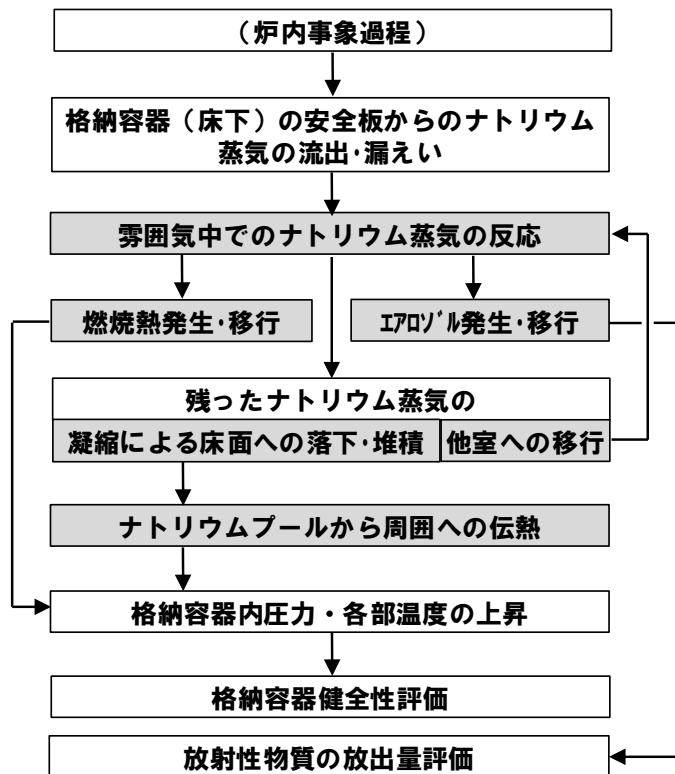 (炉内事象過程)
格納容器(床下)の安全板からのナトリウム
蒸気の流出·漏えい
雰囲気中でのナトリウム蒸気の反応
燃焼熱発生·移行
エアロゾル発生·移行
残ったナトリウム蒸気の
凝縮による床面への落下·堆積
他室への移行
ナトリウムプールから周囲への伝熱
格納容器内圧力・各部温度の上昇
格納容器健全性評価
放射性物質の放出量評価